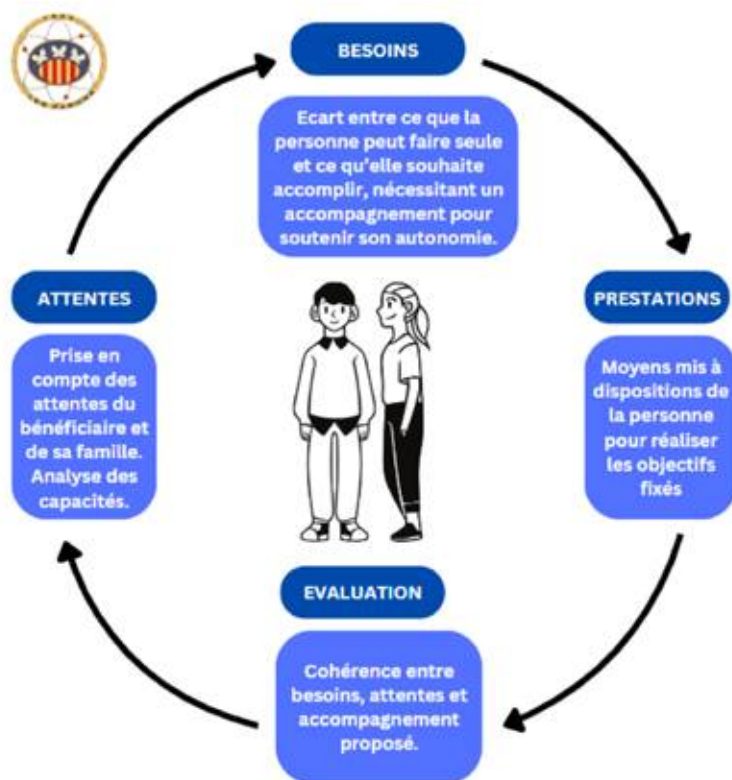 BESOINS
Ecart entre ce que la
personne peut faire seule
et ce qu'elle souhaite
accomplir, nécessitant un
accompagnement pour
soutenir son autonomie.
ATTENTES
Prise en
compte des
attentes du
bénéficiaire et
de sa famille.
Analyse des
capacités.
PRESTATIONS
Moyens mis à
dispositions de
la personne
pour réaliser
les objectifs
fixés
EVALUATION
Cohérence entre
besoins, attentes et
accompagnement
proposé.